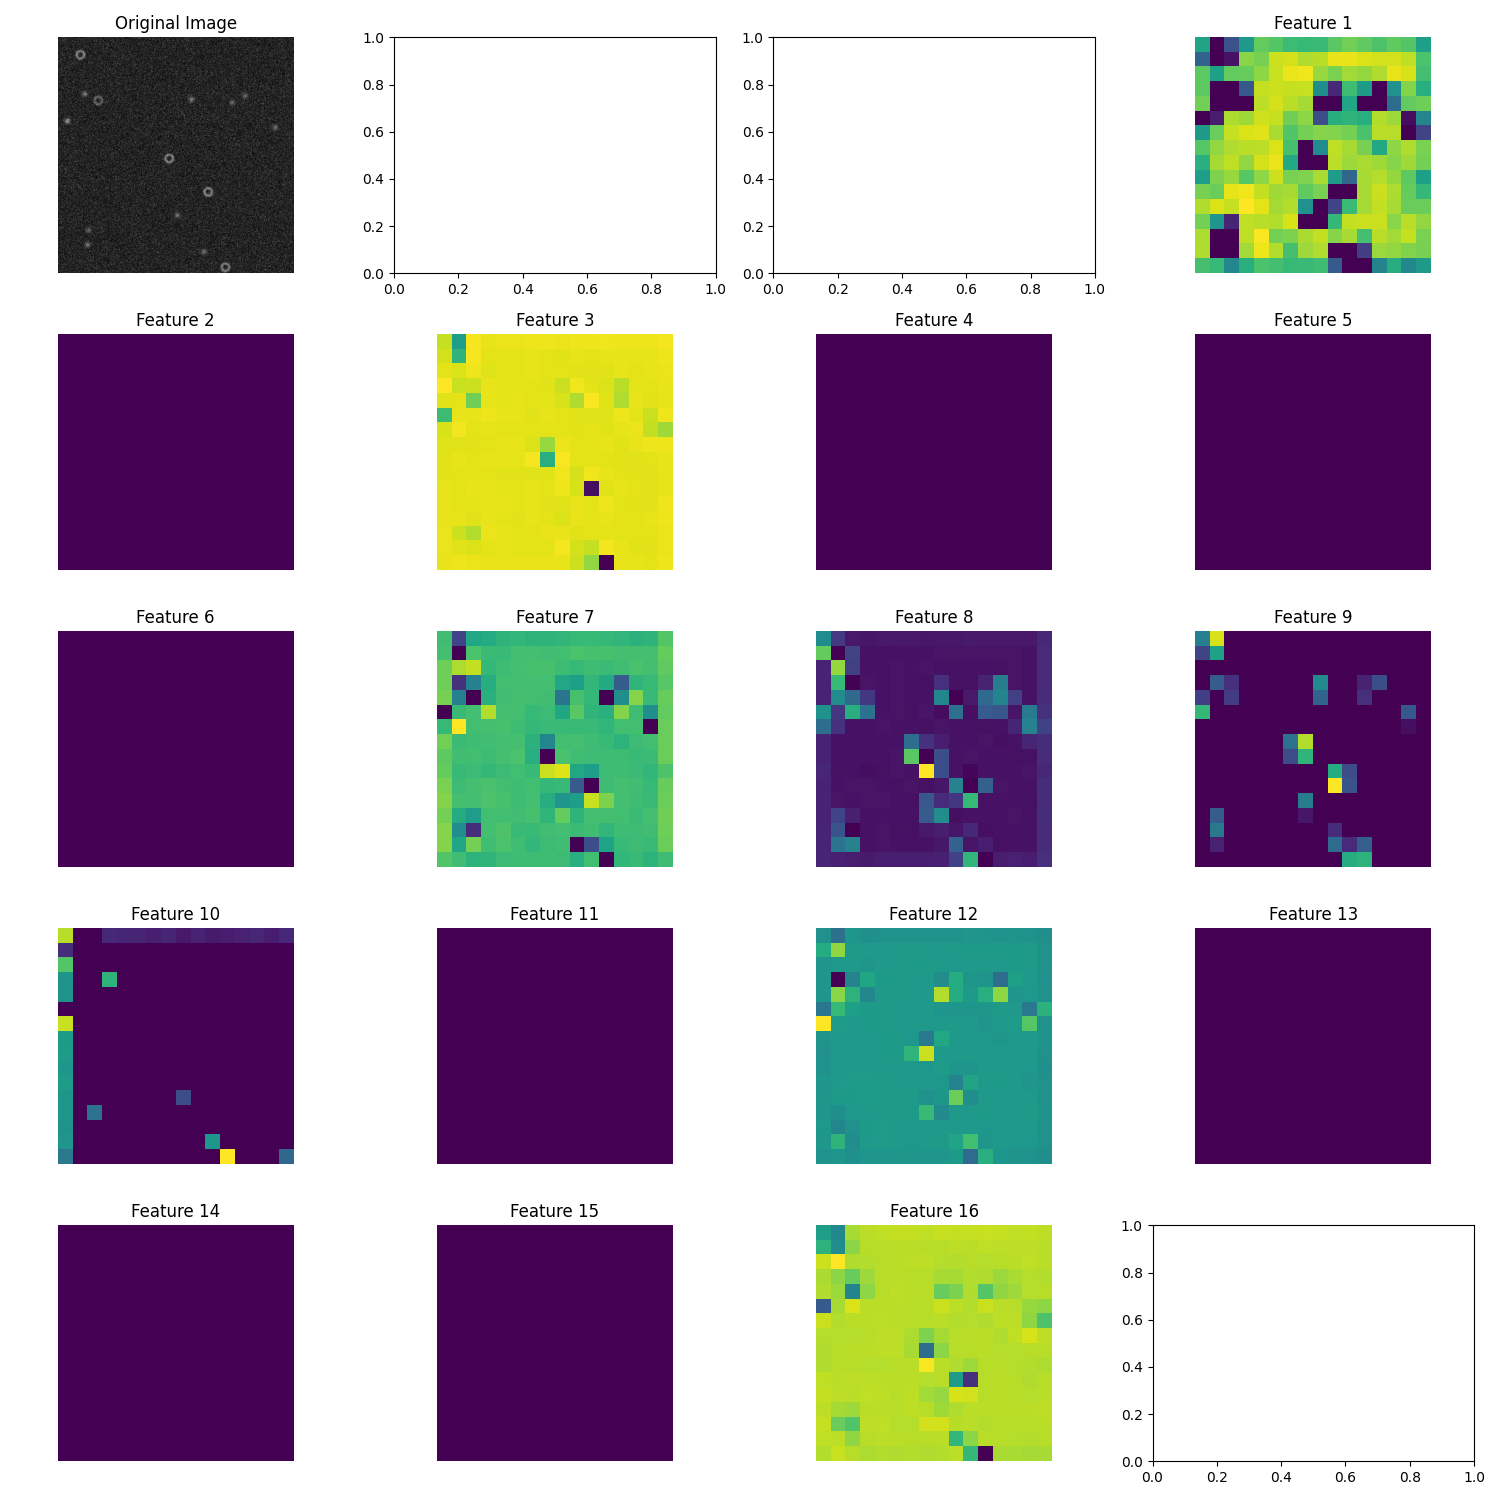 Original Image
Feature 1
1.0
0.8
0.6
0.4
0.2
0.0
0.0 0.2 0.4 0.6 0.8 1.0
1.0
0.8
0.6
0.4
0.2
0.0
0.0 0.2 0.4 0.6 0.8 1.0
Feature 2
Feature 3
Feature 4
Feature 5
Feature 6
Feature 7
Feature 8
Feature 9
Feature 10
Feature 11
Feature 12
Feature 13
Feature 14
Feature 15
Feature 16
1.0
0.8
0.6
0.4
0.2
0.0
0.0 0.2 0.4 0.6 0.8 1.0